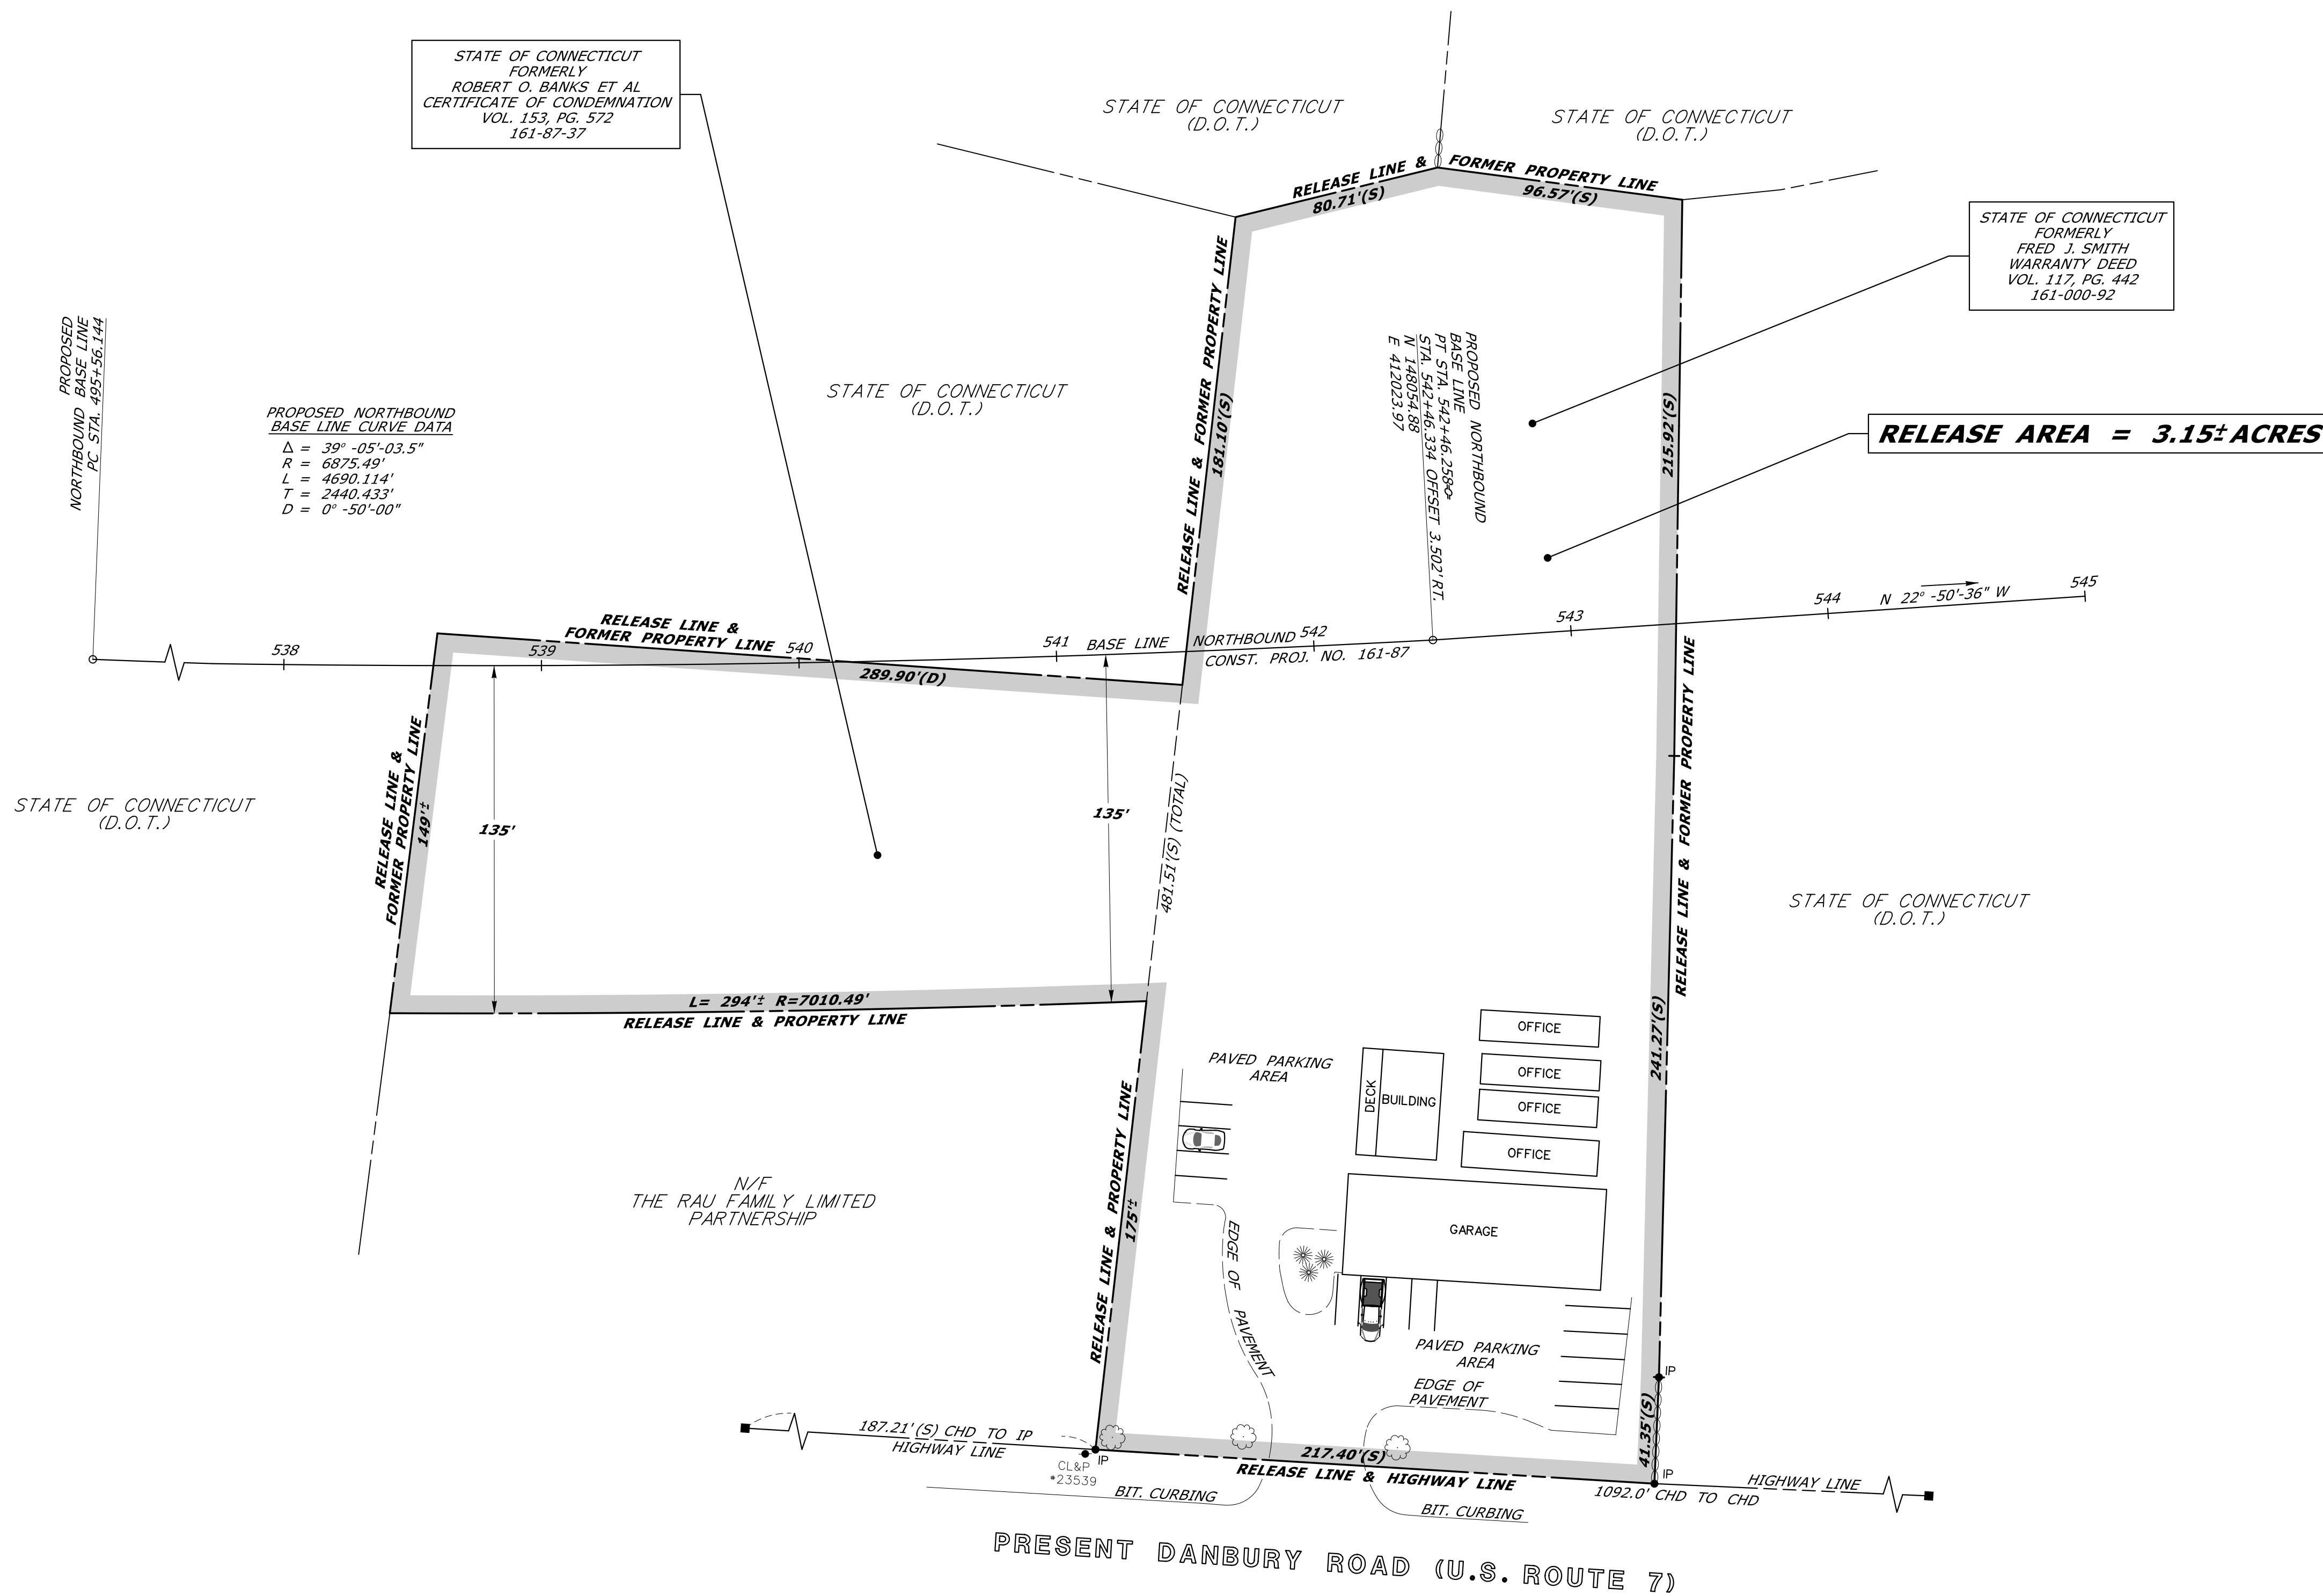 STATE OF CONNECTICUT
FORMERLY
ROBERT O. BANKS ET AL
CERTIFICATE OF CONDEMNATION
VOL. 153, PG. 572
161-87-37
STATE OF CONNECTICUT
(D.O.T.)
STATE OF CONNECTICUT
(D.O.T.)
RELEASE LINE &
FORMER PROPERTY LINE
80.71'(S)
96.57'(S)
STATE OF CONNECTICUT
FORMERLY
FRED J. SMITH
WARRANTY DEED
VOL. 117, PG. 442
161-000-92
PROPOSED
NORTHBOUND BASE LINE
PC STA. 495+56.144
PROPOSED NORTHBOUND
BASE LINE CURVE DATA
Δ = 39° -05'-03.5"
R = 6875.49'
L = 4690.114'
T = 2440.433'
D = 0° -50'-00"
STATE OF CONNECTICUT
(D.O.T.)
RELEASE LINE & FORMER PROPERTY LINE
181.10'(S)
PROPOSED NORTHBOUND
BASE LINE
PT STA. 542+46.258
STA. 542+46.334 OFFSET 3.502' RT.
N 148054.88
E 412023.97
215.92'(S)
RELEASE AREA = 3.15± ACRES
538
539
540
541
BASE LINE NORTHBOUND
542
543
544
N 22° -50'-36" W
545
CONST. PROJ. NO. 161-87
RELEASE LINE &
FORMER PROPERTY LINE
289.90'(D)
RELEASE LINE &
FORMER PROPERTY LINE
149'±
135'
135'
481.51'(S) (TOTAL)
RELEASE LINE & FORMER PROPERTY LINE
STATE OF CONNECTICUT
(D.O.T.)
STATE OF CONNECTICUT
(D.O.T.)
L= 294'± R=7010.49'
RELEASE LINE & PROPERTY LINE
241.27'(S)
OFFICE
OFFICE
OFFICE
OFFICE
PAVED PARKING
AREA
DECK
BUILDING
GARAGE
N/F
THE RAU FAMILY LIMITED
PARTNERSHIP
RELEASE LINE & PROPERTY LINE
175'±
EDGE OF PAVEMENT
PAVED PARKING
AREA
EDGE OF
PAVEMENT
IP
41.35'(S)
187.21' (S) CHD TO IP
HIGHWAY LINE
CL&P
*23539
IP
217.40'(S)
RELEASE LINE & HIGHWAY LINE
IP
HIGHWAY LINE
1092.0' CHD TO CHD
BIT. CURBING
BIT. CURBING
PRESENT DANBURY ROAD (U.S. ROUTE 7)